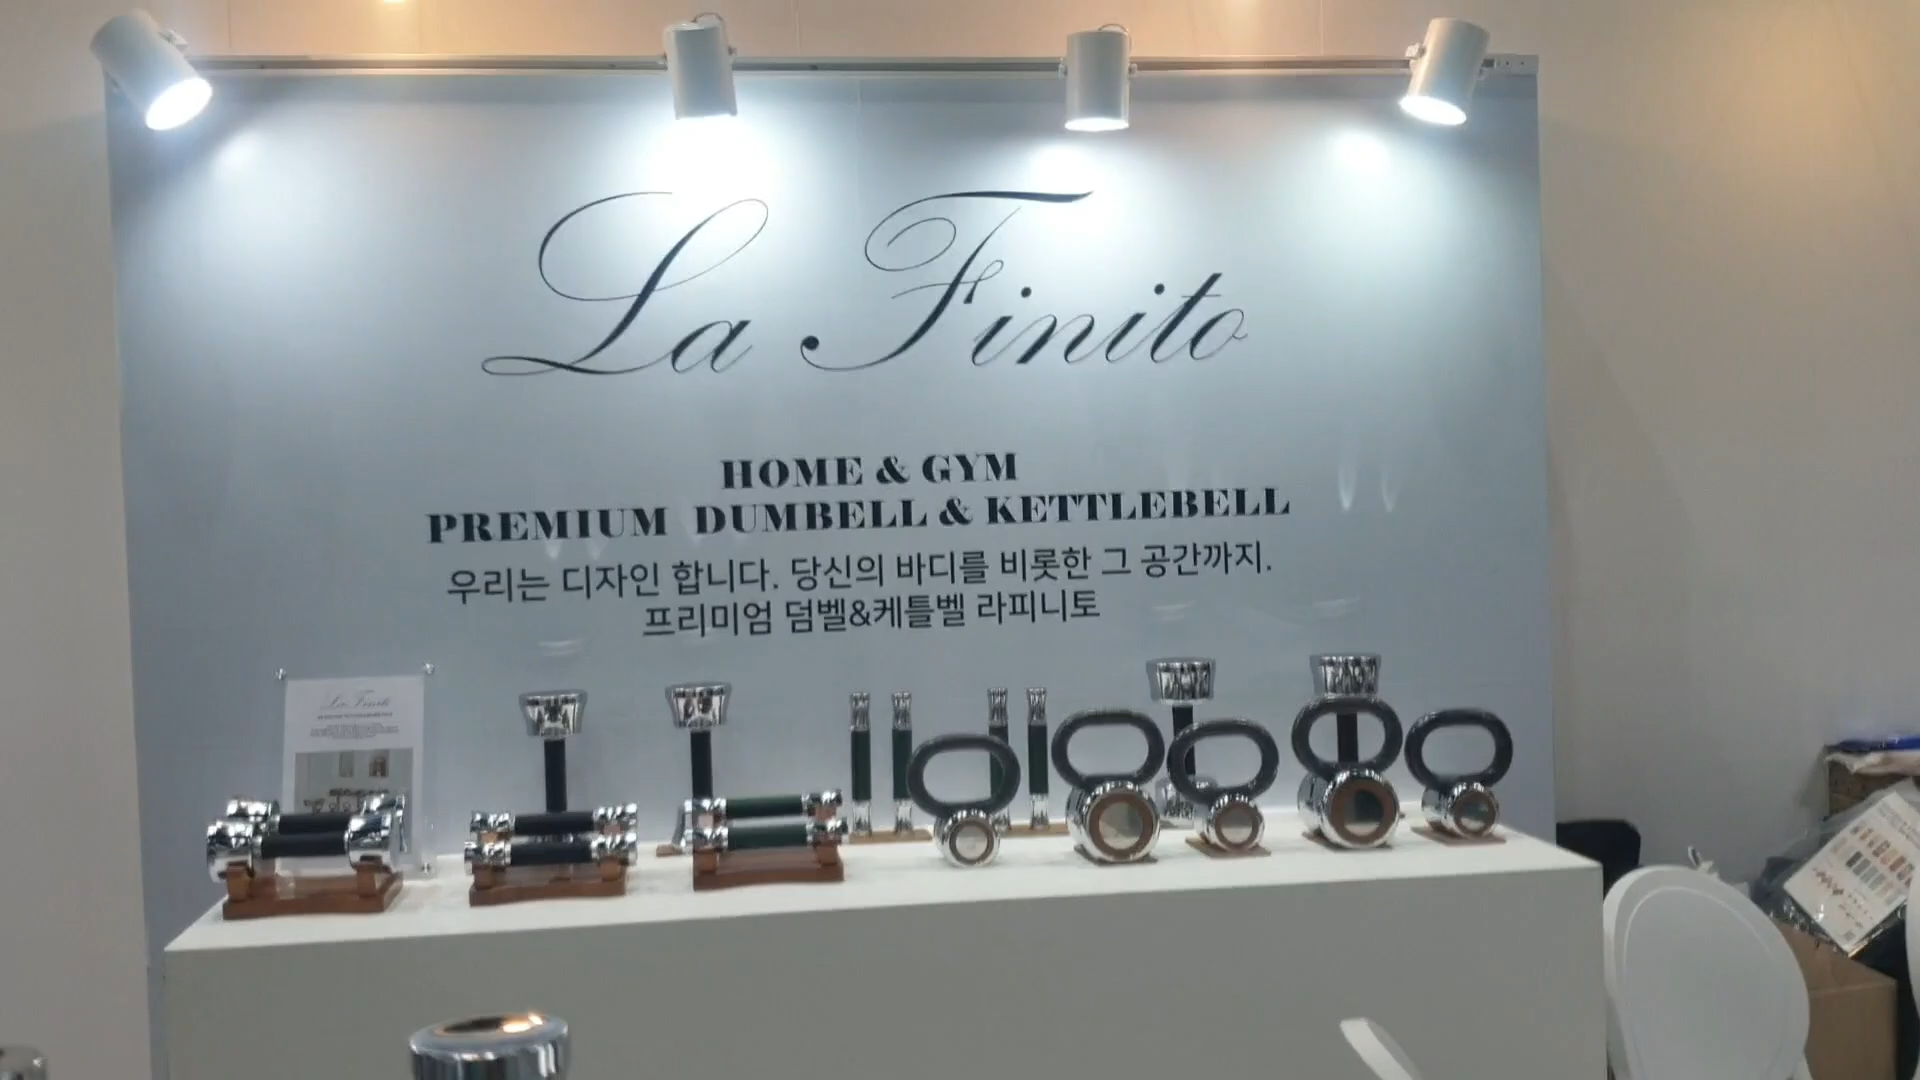 La Finito
HOME & GYM
PREMIUM DUMBELL & KETTLEBELL
우리는 디자인 합니다. 당신의 바디를 비롯한 그 공간까지.
프리미엄 덤벨&케틀벨 라피니토
La Finito